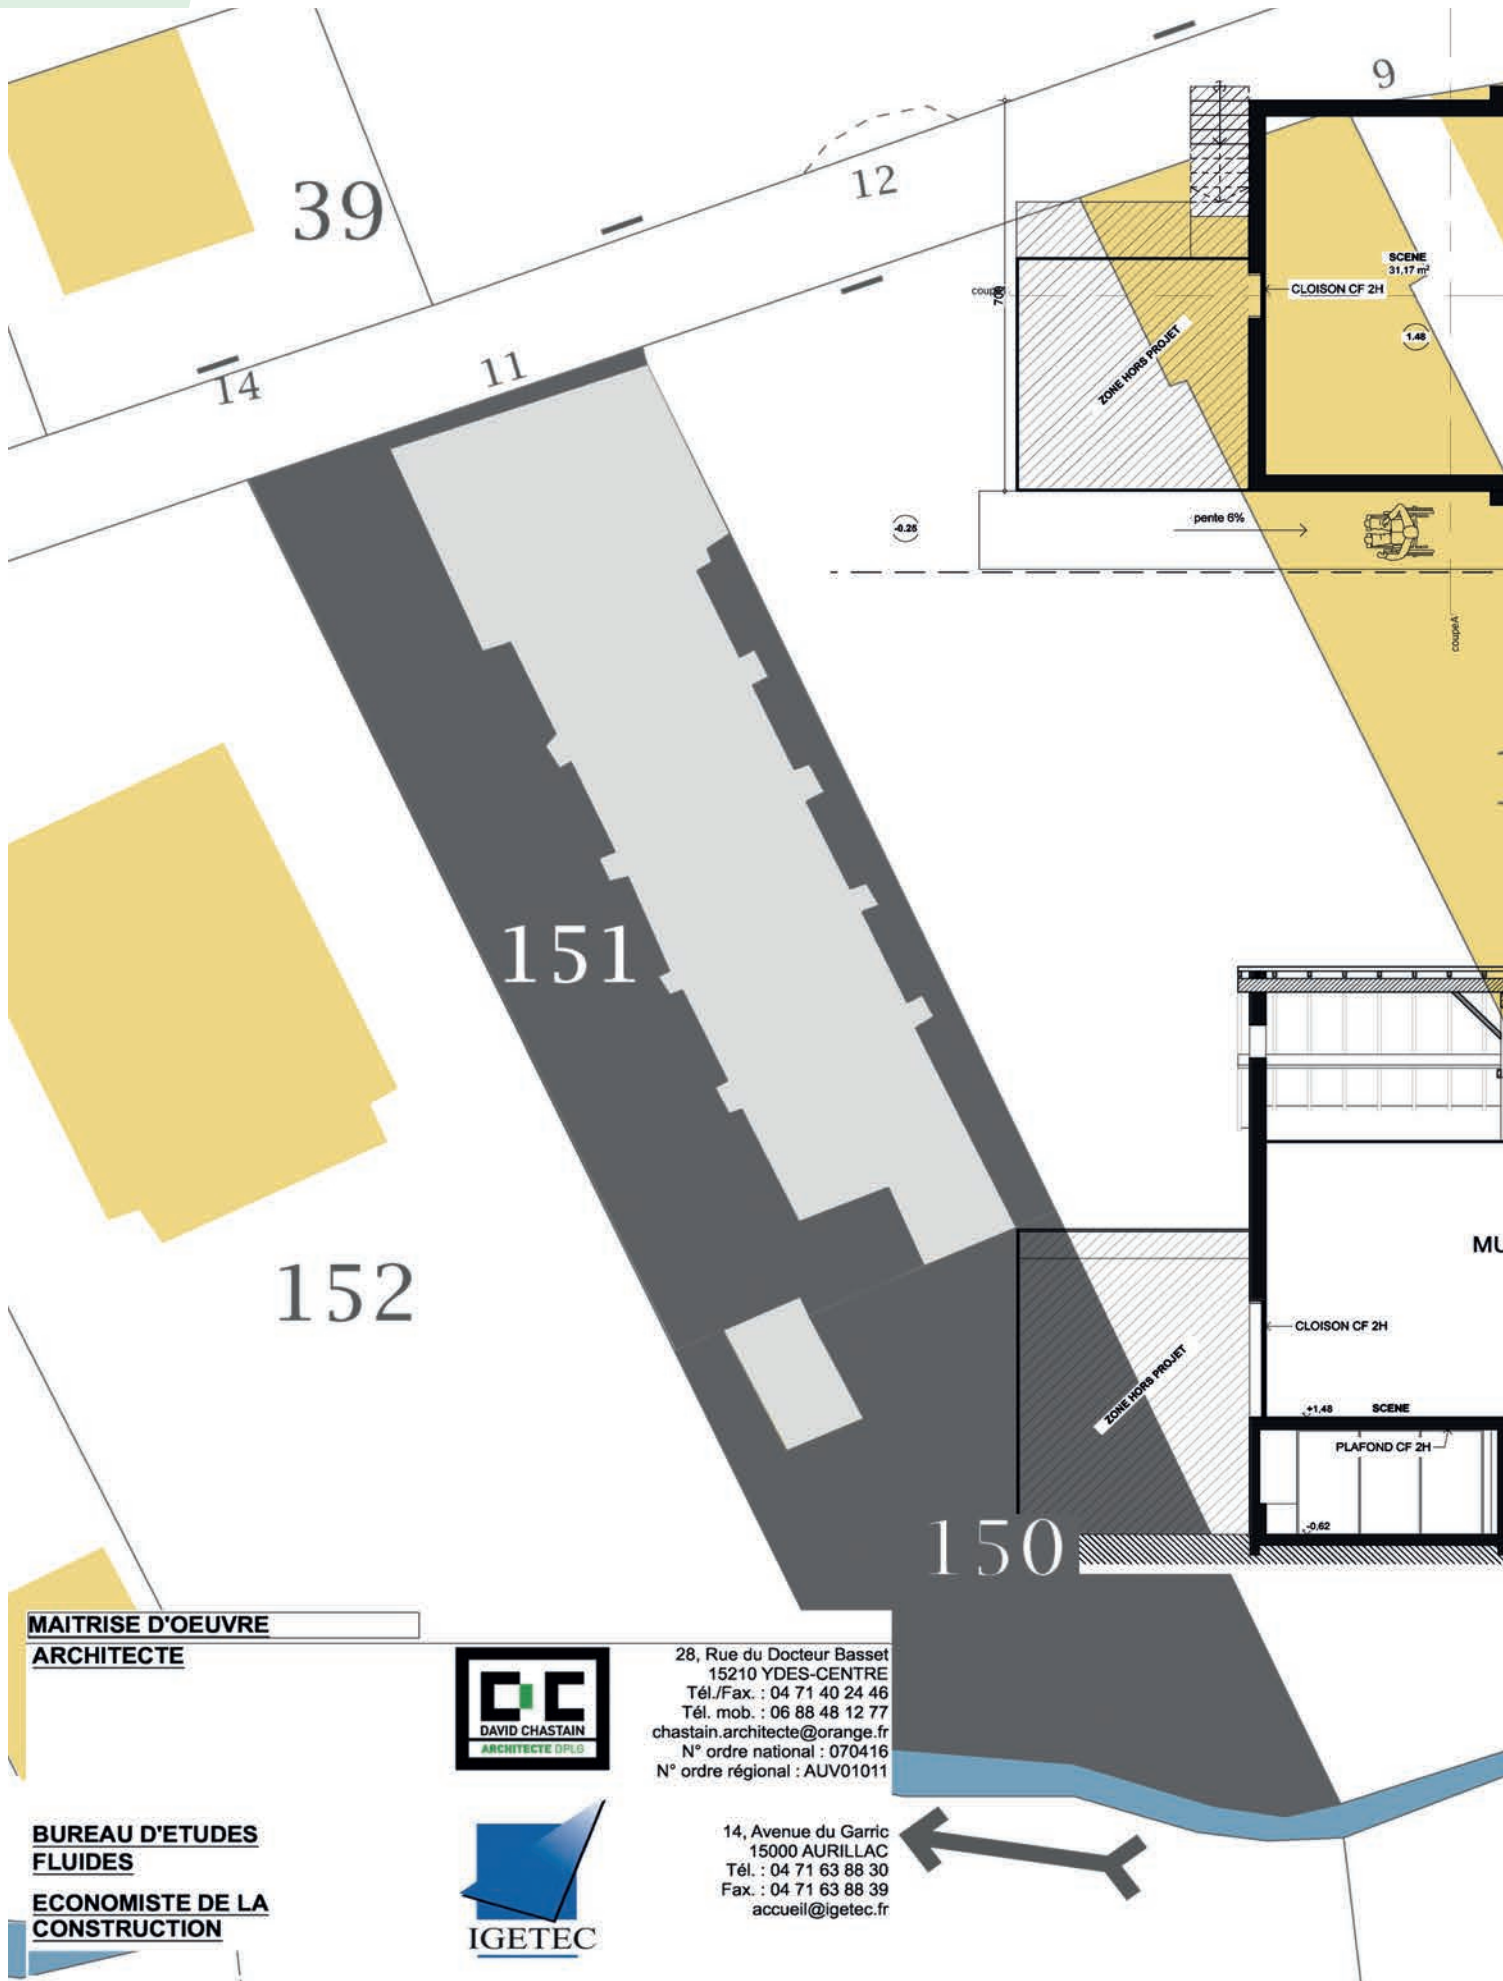 9
39
12
SCENE
31,17 m²
CLOISON CF 2H
700
ZONE HORS PROJET
1.48
11
14
-0.25
pente 6%
coupeA
151
152
MU
CLOISON CF 2H
ZONE HORS PROJET
+1,48 SCENE
PLAFOND CF 2H
-0,62
150
MAITRISE D'OEUVRE
ARCHITECTE
DAVID CHASTAIN
ARCHITECTE DPLG
28, Rue du Docteur Basset
15210 YDES-CENTRE
Tél./Fax. : 04 71 40 24 46
Tél. mob. : 06 88 48 12 77
chastain.architecte@orange.fr
N° ordre national : 070416
N° ordre régional : AUV01011
BUREAU D'ETUDES
FLUIDES
ECONOMISTE DE LA
CONSTRUCTION
IGETEC
14, Avenue du Garric
15000 AURILLAC
Tél. : 04 71 63 88 30
Fax. : 04 71 63 88 39
accueil@igetec.fr